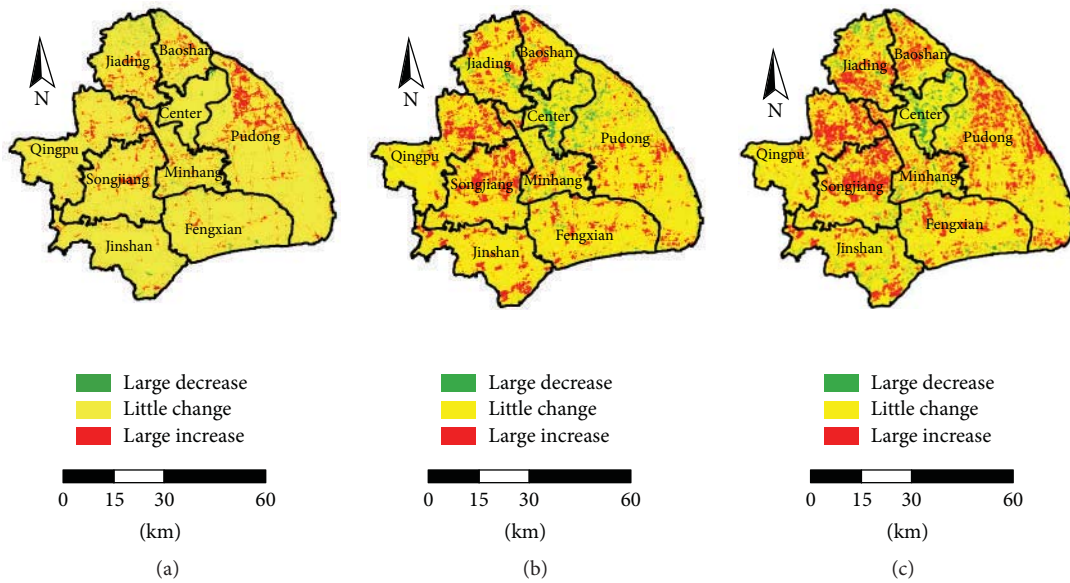 Baoshan
Jiading
N
Center
Pudong
Qingpu
Minhang
Songjiang
Fengxian
Jinshan
Large decrease
Little change
Large increase
0 15 30 60
(km)
(a)
Baoshan
Jiading
N
Center
Pudong
Qingpu
Songjiang
Minhang
Fengxian
Jinshan
Large decrease
Little change
Large increase
0 15 30 60
(km)
(b)
Baoshan
Jiading
N
Center
Pudong
Qingpu
Songjiang
Minhang
Fengxian
Jinshan
Large decrease
Little change
Large increase
0 15 30 60
(km)
(c)